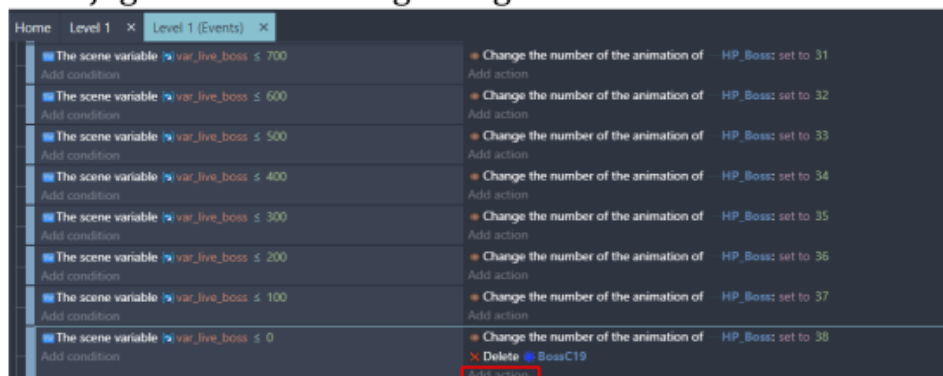 Home Level 1 × Level 1 (Events) ×
The scene variable var_live_boss ≤ 700 Change the number of the animation of HP_Boss: set to 31
Add condition Add action
The scene variable var_live_boss ≤ 600 Change the number of the animation of HP_Boss: set to 32
Add condition Add action
The scene variable var_live_boss ≤ 500 Change the number of the animation of HP_Boss: set to 33
Add condition Add action
The scene variable var_live_boss ≤ 400 Change the number of the animation of HP_Boss: set to 34
Add condition Add action
The scene variable var_live_boss ≤ 300 Change the number of the animation of HP_Boss: set to 35
Add condition Add action
The scene variable var_live_boss ≤ 200 Change the number of the animation of HP_Boss: set to 36
Add condition Add action
The scene variable var_live_boss ≤ 100 Change the number of the animation of HP_Boss: set to 37
Add condition Add action
The scene variable var_live_boss ≤ 0 Change the number of the animation of HP_Boss: set to 38
Add condition × Delete BossC19
Add action